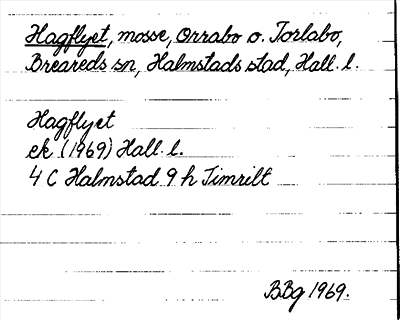 Hagflyet, mosse, Orrabo o. Torlabo,
Breareds sn, Halmstads stad, Hall. l.
Hagflyet
ek (1969) Hall. l.
4 C Halmstad 9 h Timrilt
BBg 1969.